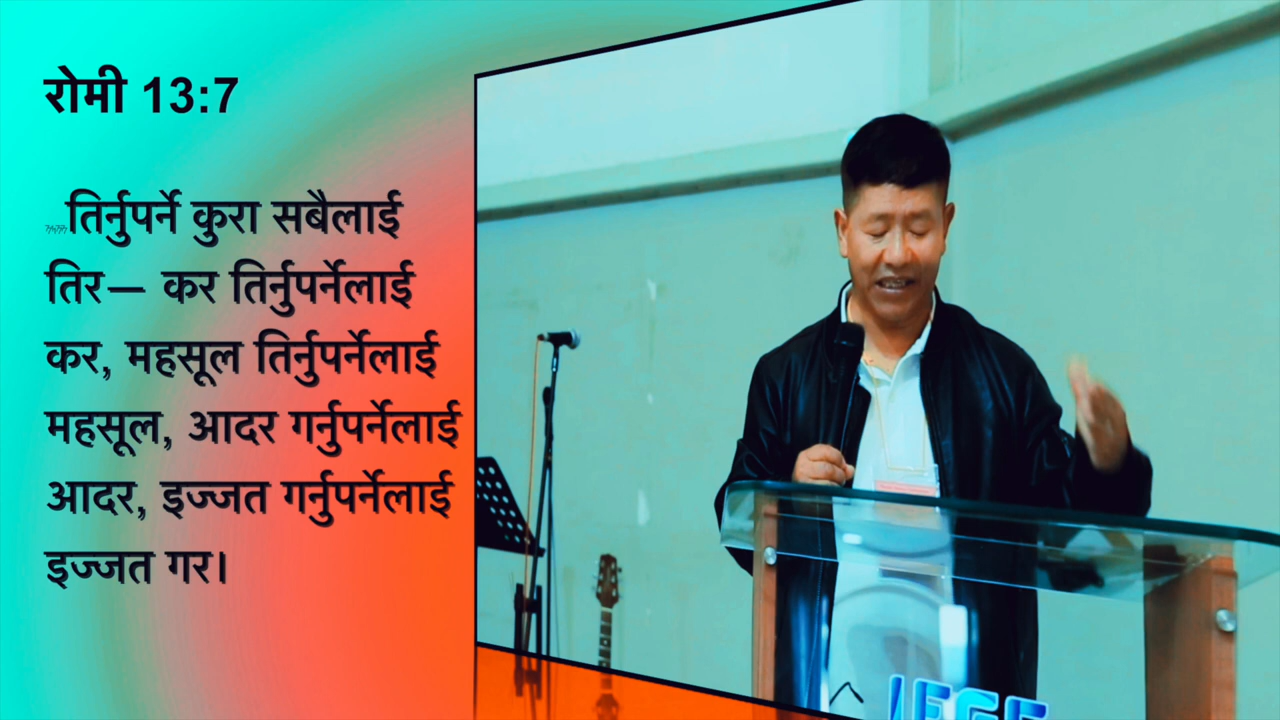 रोमी 13:7
तिर्नुपर्ने कुरा सबैलाई
तिर— कर तिर्नुपर्नेलाई
कर, महसूल तिर्नुपर्नेलाई
महसूल, आदर गर्नुपर्नेलाई
आदर, इज्जत गर्नुपर्नेलाई
इज्जत गर।